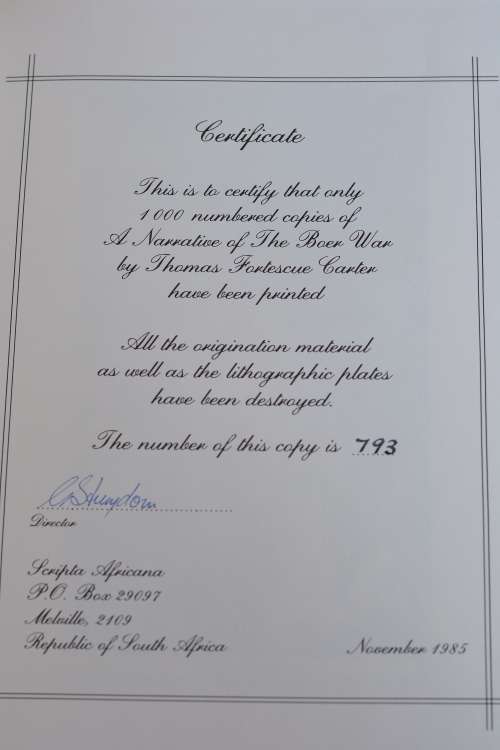 Certificate
This is to certify that only
1000 numbered copies of
A Narrative of The Boer War
by Thomas Fortescue Carter
have been printed
All the origination material
as well as the lithographic plates
have been destroyed.
The number of this copy is 793
Director
Scripta Africana
P.O. Box 29097
Melville, 2109
Republic of South Africa
November 1985